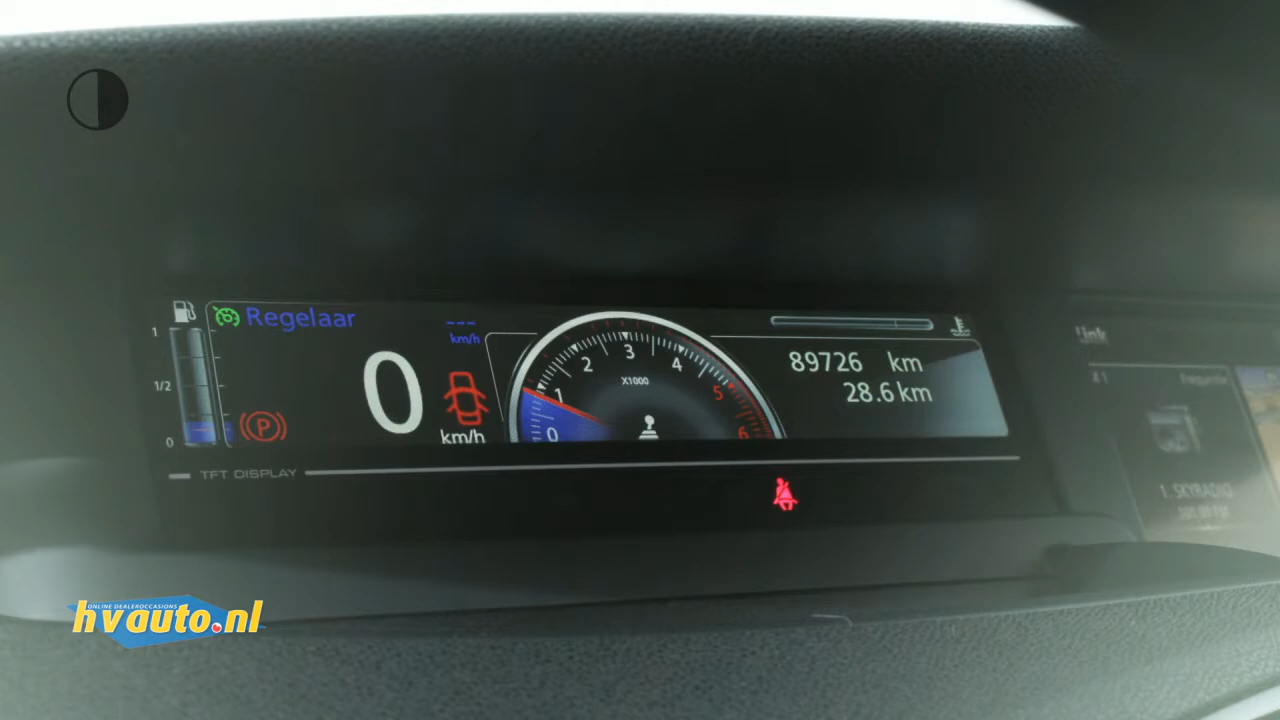 Regelaar
---
km/h
1
1/2
0
P
0
km/h
0 1 2 3 4 5 6
X1000
89726 km
28.6 km
TFT DISPLAY
1. SKYRADIO
ONLINE DEALEROCCASIONS
hvauto.nl